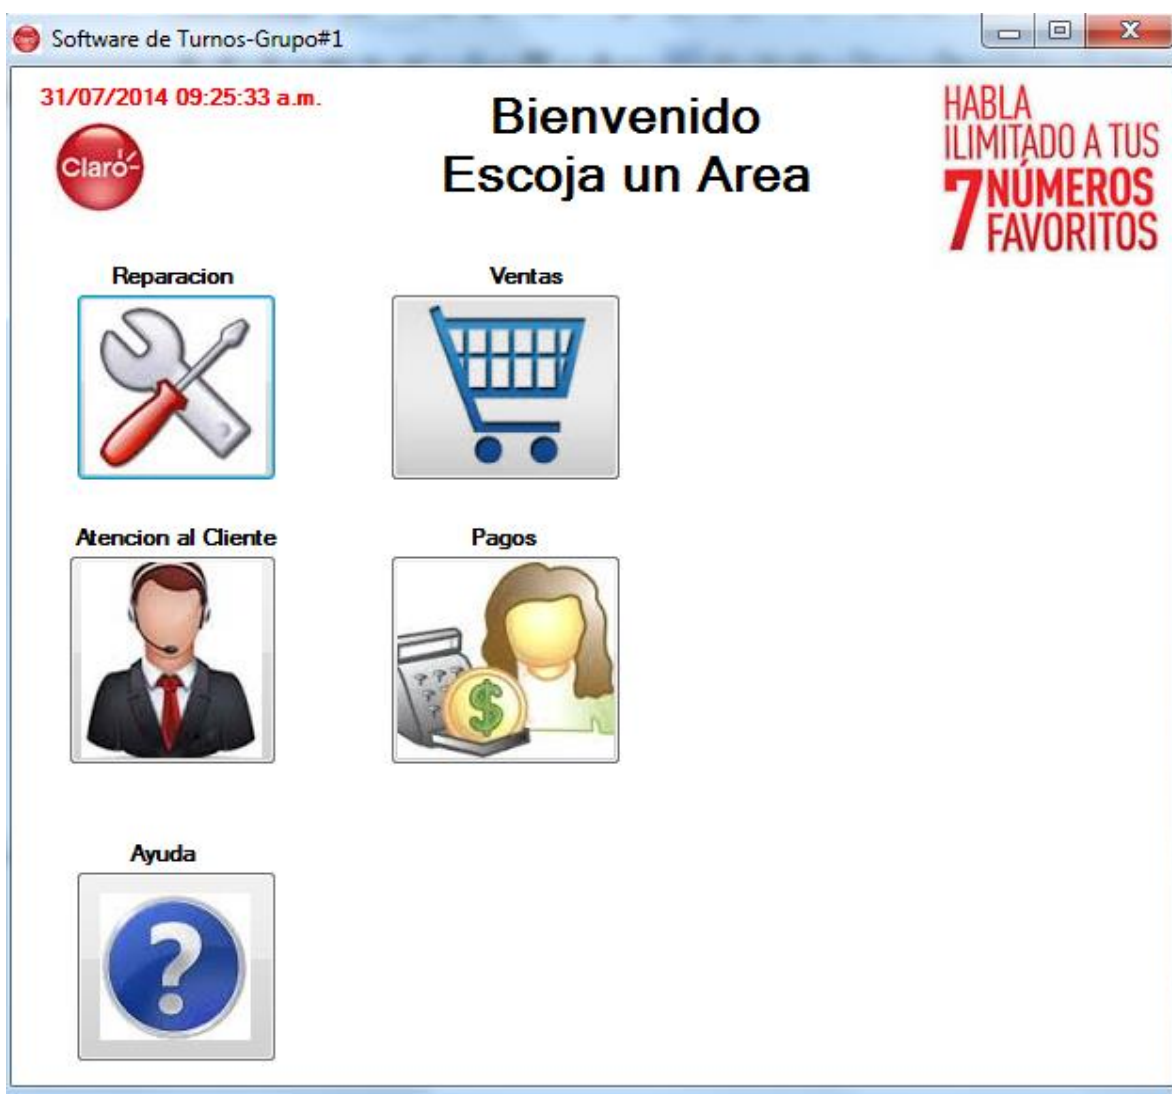 Software de Turnos-Grupo#1
31/07/2014 09:25:33 a.m.
Claro
Bienvenido
Escoja un Area
HABLA
ILIMITADO A TUS
7 NÚMEROS
FAVORITOS
Reparacion
Ventas
Atencion al Cliente
Pagos
$
Ayuda
?